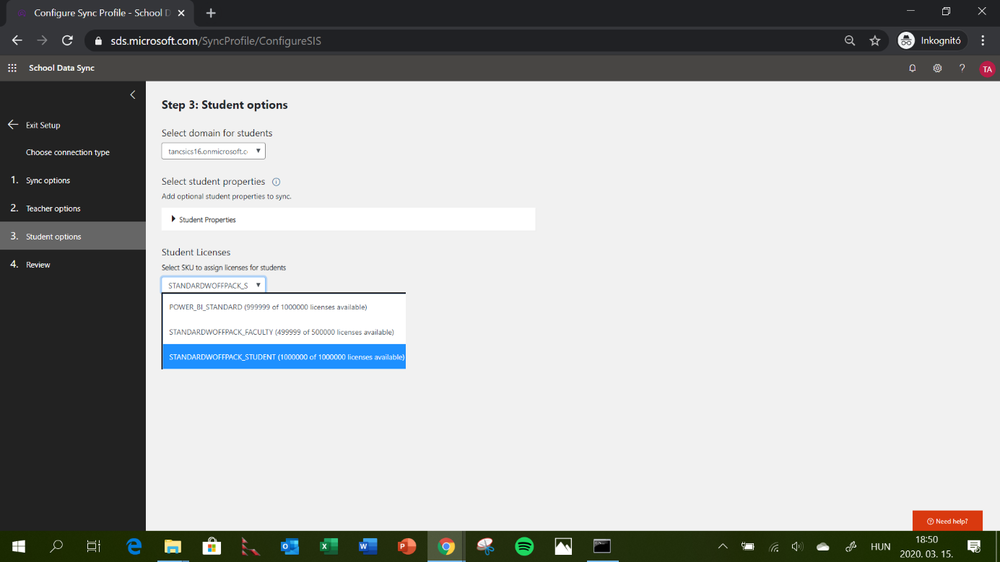 Configure Sync Profile - School D
sds.microsoft.com/SyncProfile/ConfigureSIS
Inkognitó
School Data Sync
TA
Exit Setup
Choose connection type
1. Sync options
2. Teacher options
3. Student options
4. Review
Step 3: Student options
Select domain for students
tancsics16.onmicrosoft.c
Select student properties
Add optional student properties to sync.
Student Properties
Student Licenses
Select SKU to assign licenses for students
STANDARDWOFFPACK_S
POWER_BI_STANDARD (999999 of 1000000 licenses available)
STANDARDWOFFPACK_FACULTY (499999 of 500000 licenses available)
STANDARDWOFFPACK_STUDENT (1000000 of 1000000 licenses available)
Need help?
HUN
18:50
2020. 03. 15.